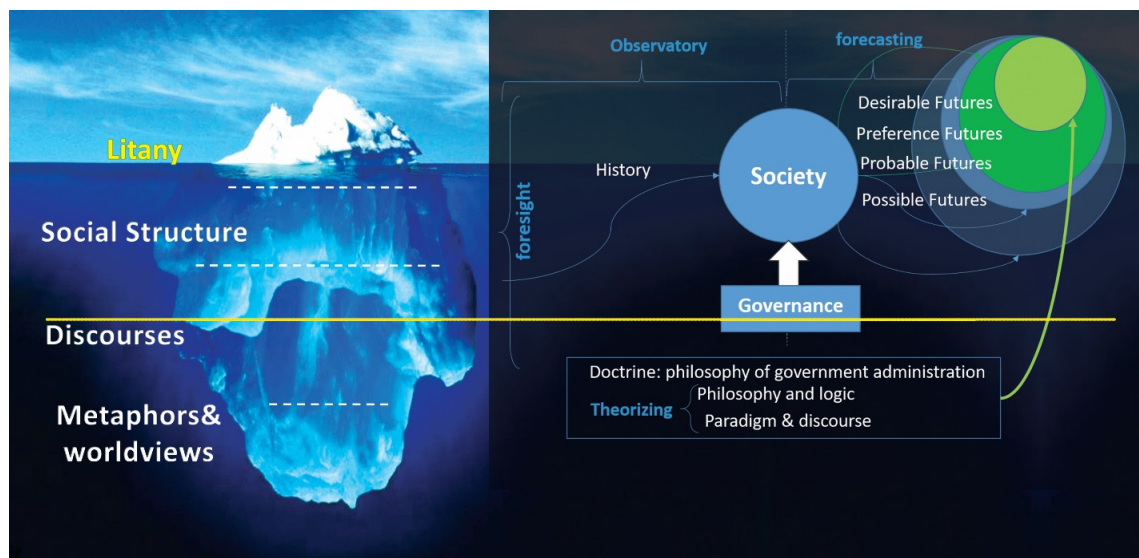 Litany
Social Structure
Discourses
Metaphors&
worldviews
Observatory
forecasting
foresight
History
Society
Desirable Futures
Preference Futures
Probable Futures
Possible Futures
Governance
Doctrine: philosophy of government administration
Theorizing
Philosophy and logic
Paradigm & discourse